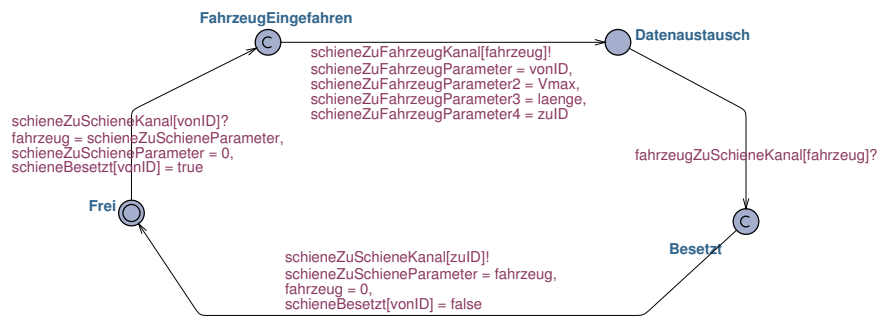 FahrzeugEingefahren
C
Datenaustausch
schieneZuFahrzeugKanal[fahrzeug]!
schieneZuFahrzeugParameter = vonID,
schieneZuFahrzeugParameter2 = Vmax,
schieneZuFahrzeugParameter3 = laenge,
schieneZuFahrzeugParameter4 = zuID
schieneZuSchieneKanal[vonID]?
fahrzeug = schieneZuSchieneParameter,
schieneZuSchieneParameter = 0,
schieneBesetzt[vonID] = true
fahrzeugZuSchieneKanal[fahrzeug]?
Frei
C
Besetzt
schieneZuSchieneKanal[zuID]!
schieneZuSchieneParameter = fahrzeug,
fahrzeug = 0,
schieneBesetzt[vonID] = false